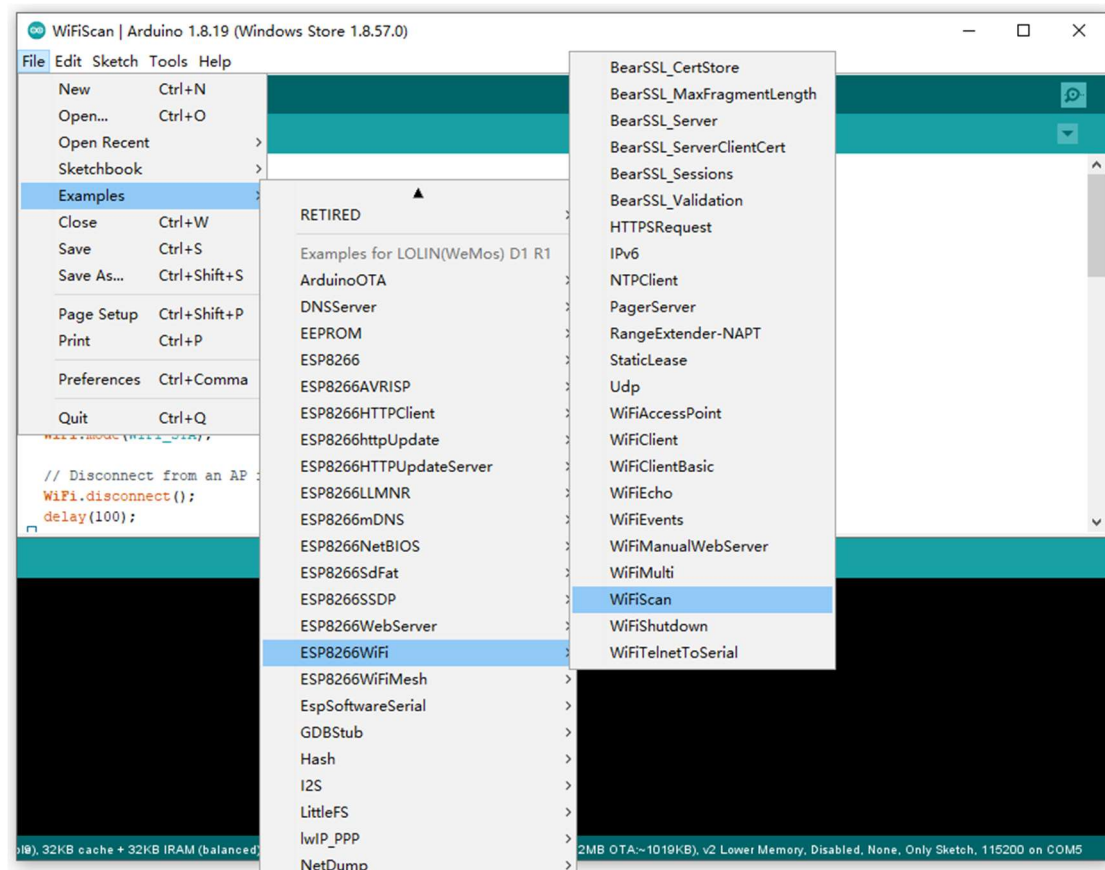 WiFiScan | Arduino 1.8.19 (Windows Store 1.8.57.0)
File Edit Sketch Tools Help
New Ctrl+N
Open... Ctrl+O
Open Recent
Sketchbook
Examples
Close Ctrl+W
Save Ctrl+S
Save As... Ctrl+Shift+S
Page Setup Ctrl+Shift+P
Print Ctrl+P
Preferences Ctrl+Comma
Quit Ctrl+Q
RETIRED
Examples for LOLIN(WeMos) D1 R1
ArduinoOTA
DNSServer
EEPROM
ESP8266
ESP8266AVRISP
ESP8266HTTPClient
ESP8266httpUpdate
ESP8266HTTPUpdateServer
ESP8266LLMNR
ESP8266mDNS
ESP8266NetBIOS
ESP8266SdFat
ESP8266SSDP
ESP8266WebServer
ESP8266WiFi
ESP8266WiFiMesh
EspSoftwareSerial
GDBStub
Hash
I2S
LittleFS
lwIP_PPP
NetDump
BearSSL_CertStore
BearSSL_MaxFragmentLength
BearSSL_Server
BearSSL_ServerClientCert
BearSSL_Sessions
BearSSL_Validation
HTTPSRequest
IPv6
NTPClient
PagerServer
RangeExtender-NAPT
StaticLease
Udp
WiFiAccessPoint
WiFiClient
WiFiClientBasic
WiFiEcho
WiFiEvents
WiFiManualWebServer
WiFiMulti
WiFiScan
WiFiShutdown
WiFiTelnetToSerial
WiFi.mode(WIFI_STA);
// Disconnect from an AP
WiFi.disconnect();
delay(100);
32KB cache + 32KB IRAM (balanced)
2MB OTA:~1019KB), v2 Lower Memory, Disabled, None, Only Sketch, 115200 on COM5